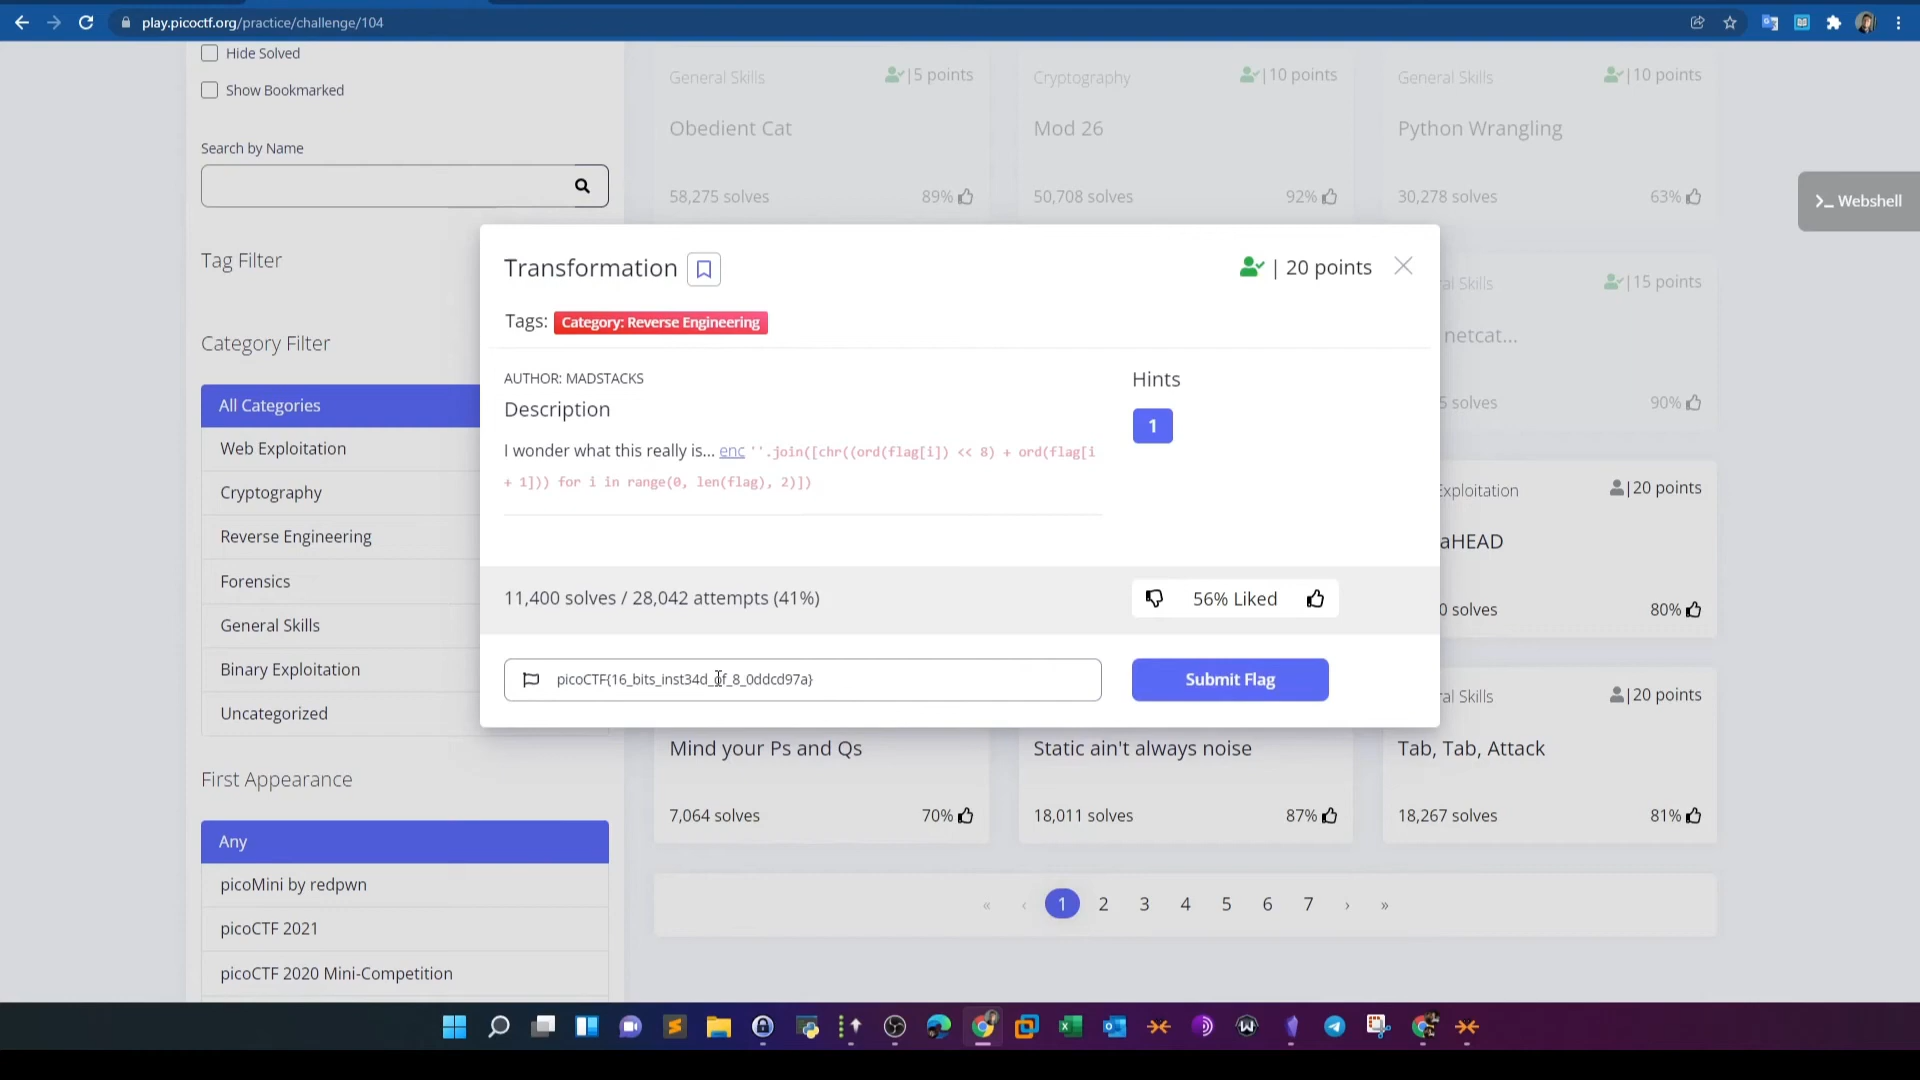 play.picoctf.org/practice/challenge/104
Hide Solved
Show Bookmarked
Search by Name
Tag Filter
Category Filter
All Categories
Web Exploitation
Cryptography
Reverse Engineering
Forensics
General Skills
Binary Exploitation
Uncategorized
First Appearance
Any
picoMini by redpwn
picoCTF 2021
picoCTF 2020 Mini-Competition
General Skills |5 points
Obedient Cat
58,275 solves 89%
Cryptography |10 points
Mod 26
50,708 solves 92%
General Skills |10 points
Python Wrangling
30,278 solves 63%
>_ Webshell
Transformation | 20 points
Tags: Category: Reverse Engineering
AUTHOR: MADSTACKS
Description
I wonder what this really is... enc ''.join([chr((ord(flag[i]) << 8) + ord(flag[i
+ 1])) for i in range(0, len(flag), 2)])
Hints
1
11,400 solves / 28,042 attempts (41%)
56% Liked
picoCTF{16_bits_inst34d_of_8_0ddcd97a}
Submit Flag
al Skills |15 points
netcat...
5 solves 90%
Exploitation |20 points
aHEAD
0 solves 80%
al Skills |20 points
Mind your Ps and Qs
7,064 solves 70%
Static ain't always noise
18,011 solves 87%
Tab, Tab, Attack
18,267 solves 81%
« ‹ 1 2 3 4 5 6 7 › »